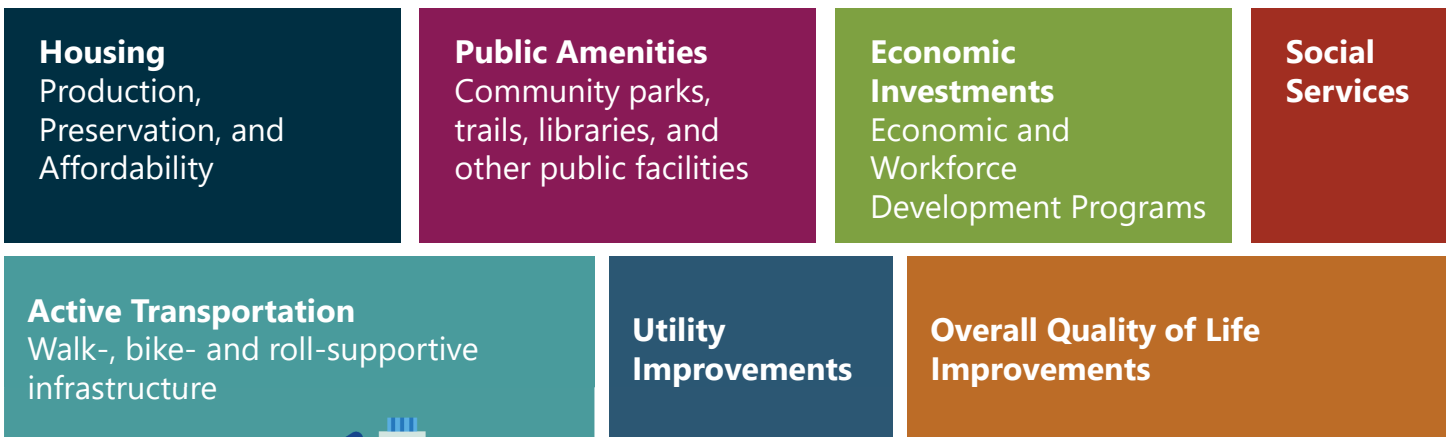 Housing
Production,
Preservation, and
Affordability
Public Amenities
Community parks,
trails, libraries, and
other public facilities
Economic
Investments
Economic and
Workforce
Development Programs
Social
Services
Active Transportation
Walk-, bike- and roll-supportive
infrastructure
Utility
Improvements
Overall Quality of Life
Improvements